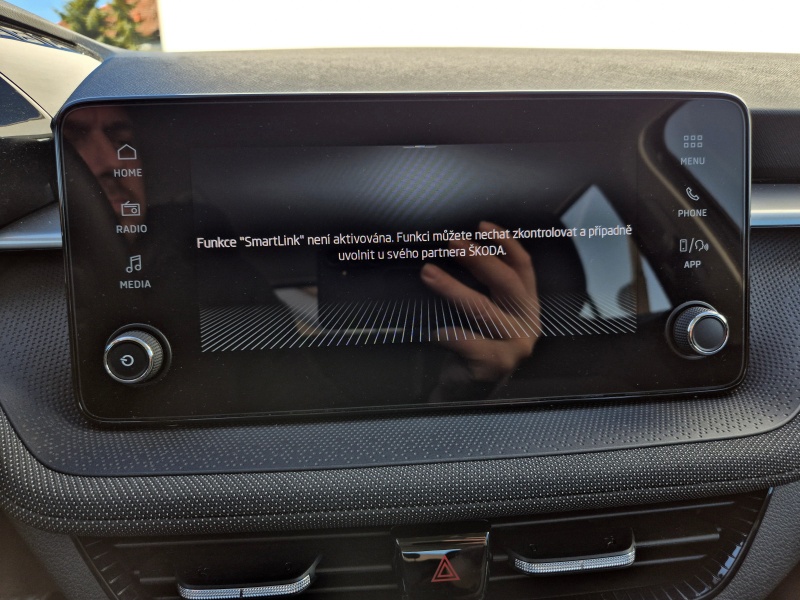 HOME
RADIO
MEDIA
Funkce "SmartLink" není aktivována. Funkci můžete nechat zkontrolovat a případně
uvolnit u svého partnera ŠKODA.
MENU
PHONE
APP